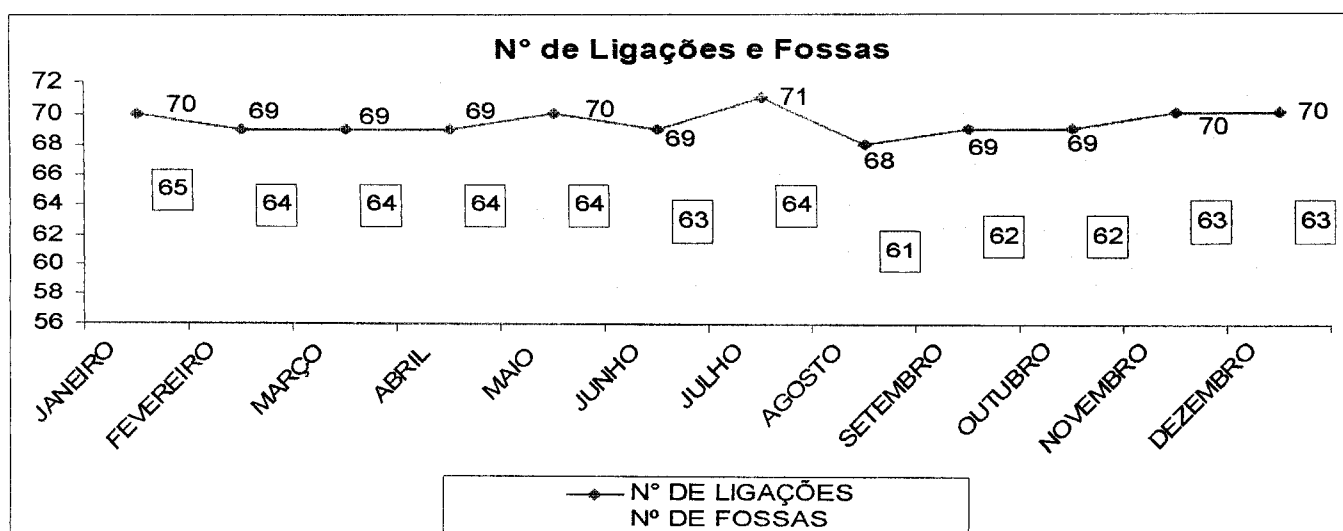 N° de Ligações e Fossas
72
70
68
66
64
62
60
58
56
70 69 69 69 70 69 71 68 69 69 70 70
65 64 64 64 64 63 64 61 62 62 63 63
JANEIRO
FEVEREIRO
MARÇO
ABRIL
MAIO
JUNHO
JULHO
AGOSTO
SETEMBRO
OUTUBRO
NOVEMBRO
DEZEMBRO
N° DE LIGAÇÕES
Nº DE FOSSAS